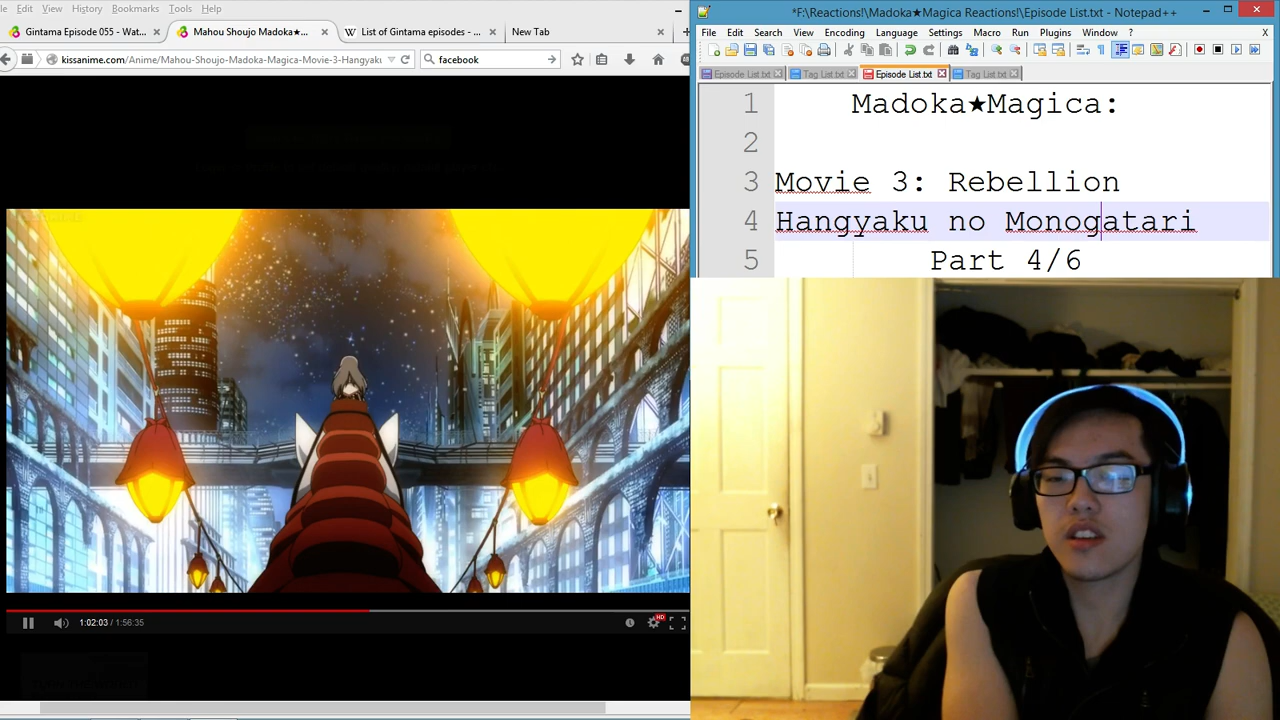 le Edit View History Bookmarks Tools Help
Gintama Episode 055 - Wat... × Mahou Shoujo Madoka★... × List of Gintama episodes - ... × New Tab ×
kissanime.com/Anime/Mahou-Shoujo-Madoka-Magica-Movie-3-Hangyaku
facebook
1:02:03 / 1:56:35
HD
*F:\Reactions!\Madoka★Magica Reactions!\Episode List.txt - Notepad++
File Edit Search View Encoding Language Settings Macro Run Plugins Window ? X
Episode List.txt Tag List.txt Episode List.txt Tag List.txt
1 Madoka★Magica:
2
3 Movie 3: Rebellion
4 Hangyaku no Monogatari
5 Part 4/6